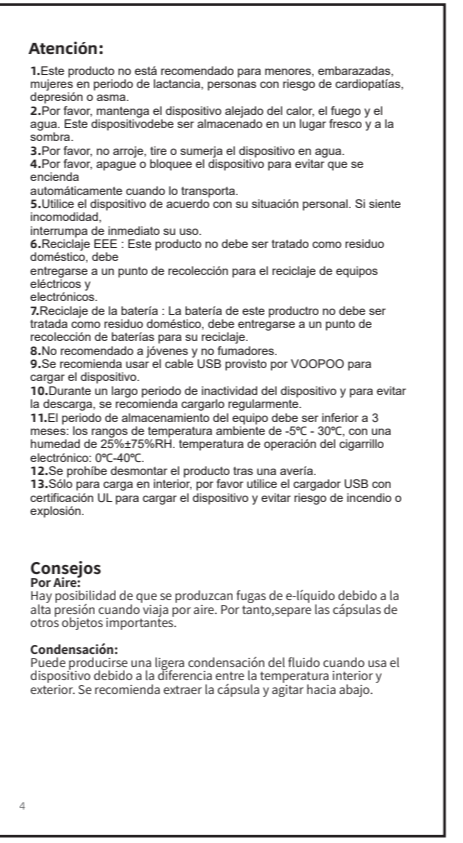 Atención:
1.Este producto no está recomendado para menores, embarazadas,
mujeres en periodo de lactancia, personas con riesgo de cardiopatías,
depresión o asma.
2.Por favor, mantenga el dispositivo alejado del calor, el fuego y el
agua. Este dispositivodebe ser almacenado en un lugar fresco y a la
sombra.
3.Por favor, no arroje, tire o sumerja el dispositivo en agua.
4.Por favor, apague o bloquee el dispositivo para evitar que se
encienda
automáticamente cuando lo transporta.
5.Utilice el dispositivo de acuerdo con su situación personal. Si siente
incomodidad,
interrumpa de inmediato su uso.
6.Reciclaje EEE : Este producto no debe ser tratado como residuo
doméstico, debe
entregarse a un punto de recolección para el reciclaje de equipos
eléctricos y
electrónicos.
7.Reciclaje de la batería : La batería de este productro no debe ser
tratada como residuo doméstico, debe entregarse a un punto de
recolección de baterías para su reciclaje.
8.No recomendado a jóvenes y no fumadores.
9.Se recomienda usar el cable USB provisto por VOOPOO para
cargar el dispositivo.
10.Durante un largo periodo de inactividad del dispositivo y para evitar
la descarga, se recomienda cargarlo regularmente.
11.El periodo de almacenamiento del equipo debe ser inferior a 3
meses: los rangos de temperatura ambiente de -5℃ - 30℃, con una
humedad de 25%±75%RH. temperatura de operación del cigarrillo
electrónico: 0℃-40℃.
12.Se prohíbe desmontar el producto tras una avería.
13.Sólo para carga en interior, por favor utilice el cargador USB con
certificación UL para cargar el dispositivo y evitar riesgo de incendio o
explosión.
Consejos
Por Aire:
Hay posibilidad de que se produzcan fugas de e-líquido debido a la
alta presión cuando viaja por aire. Por tanto,separe las cápsulas de
otros objetos importantes.
Condensación:
Puede producirse una ligera condensación del fluido cuando usa el
dispositivo debido a la diferencia entre la temperatura interior y
exterior. Se recomienda extraer la cápsula y agitar hacia abajo.
4